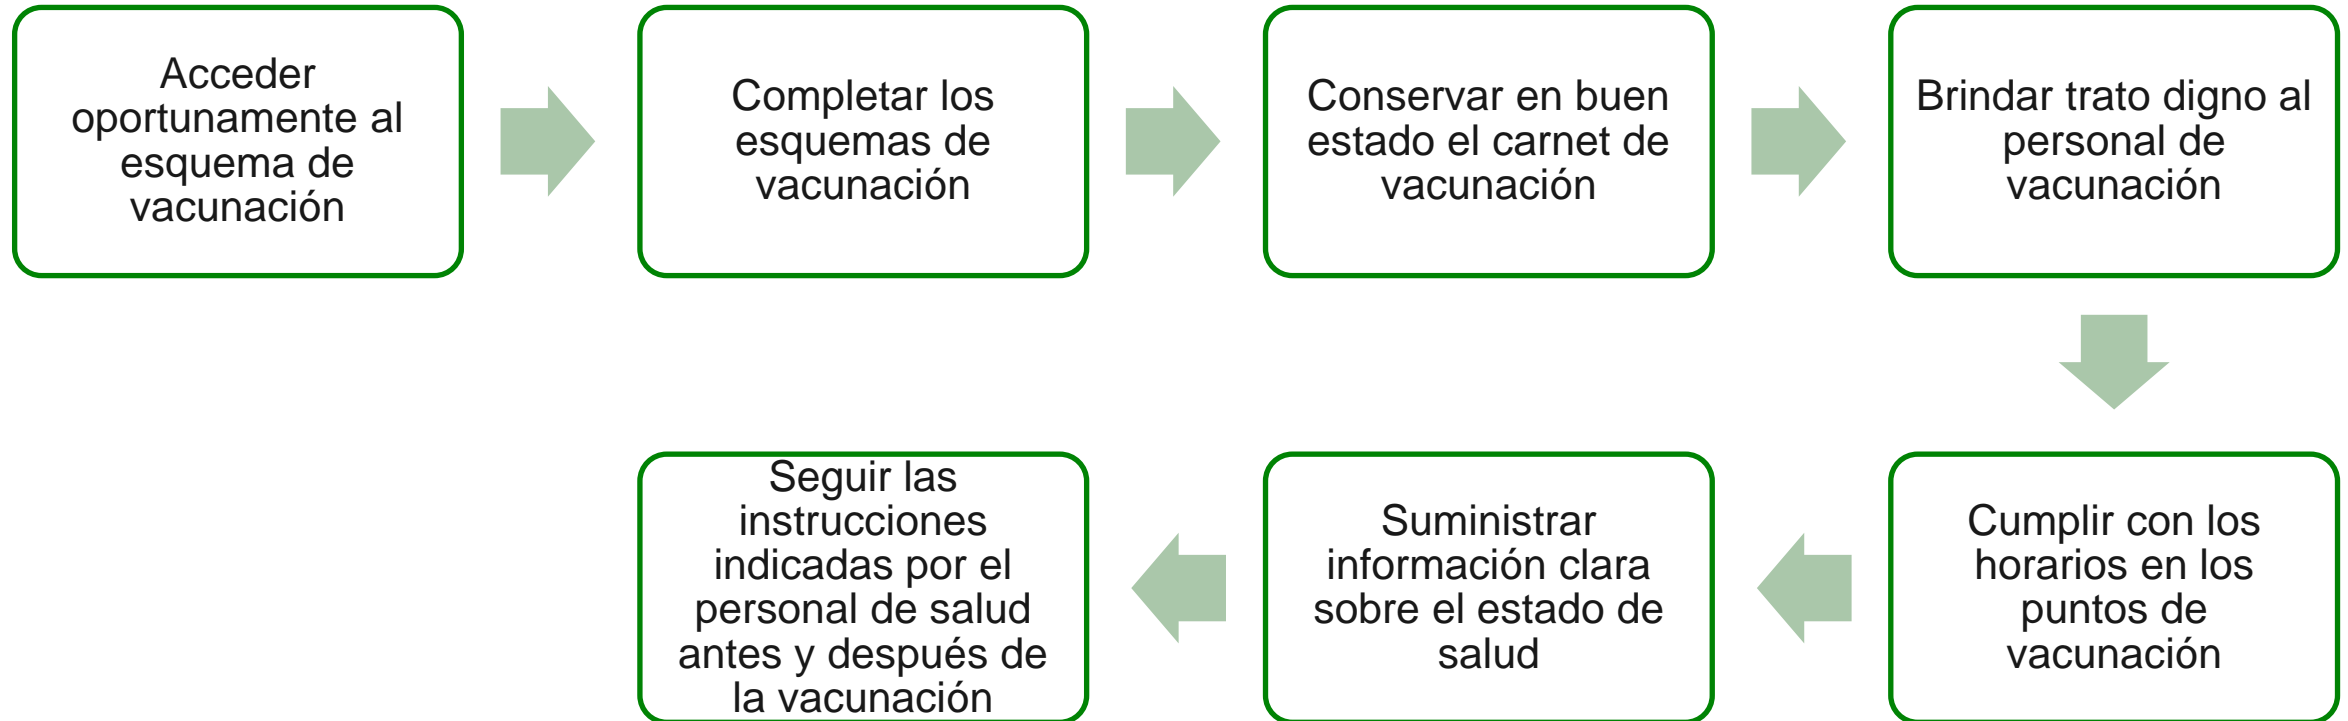 Acceder
oportunamente al
esquema de
vacunación
Completar los
esquemas de
vacunación
Conservar en buen
estado el carnet de
vacunación
Brindar trato digno al
personal de
vacunación
Cumplir con los
horarios en los
puntos de
vacunación
Suministrar
información clara
sobre el estado de
salud
Seguir las
instrucciones
indicadas por el
personal de salud
antes y después de
la vacunación